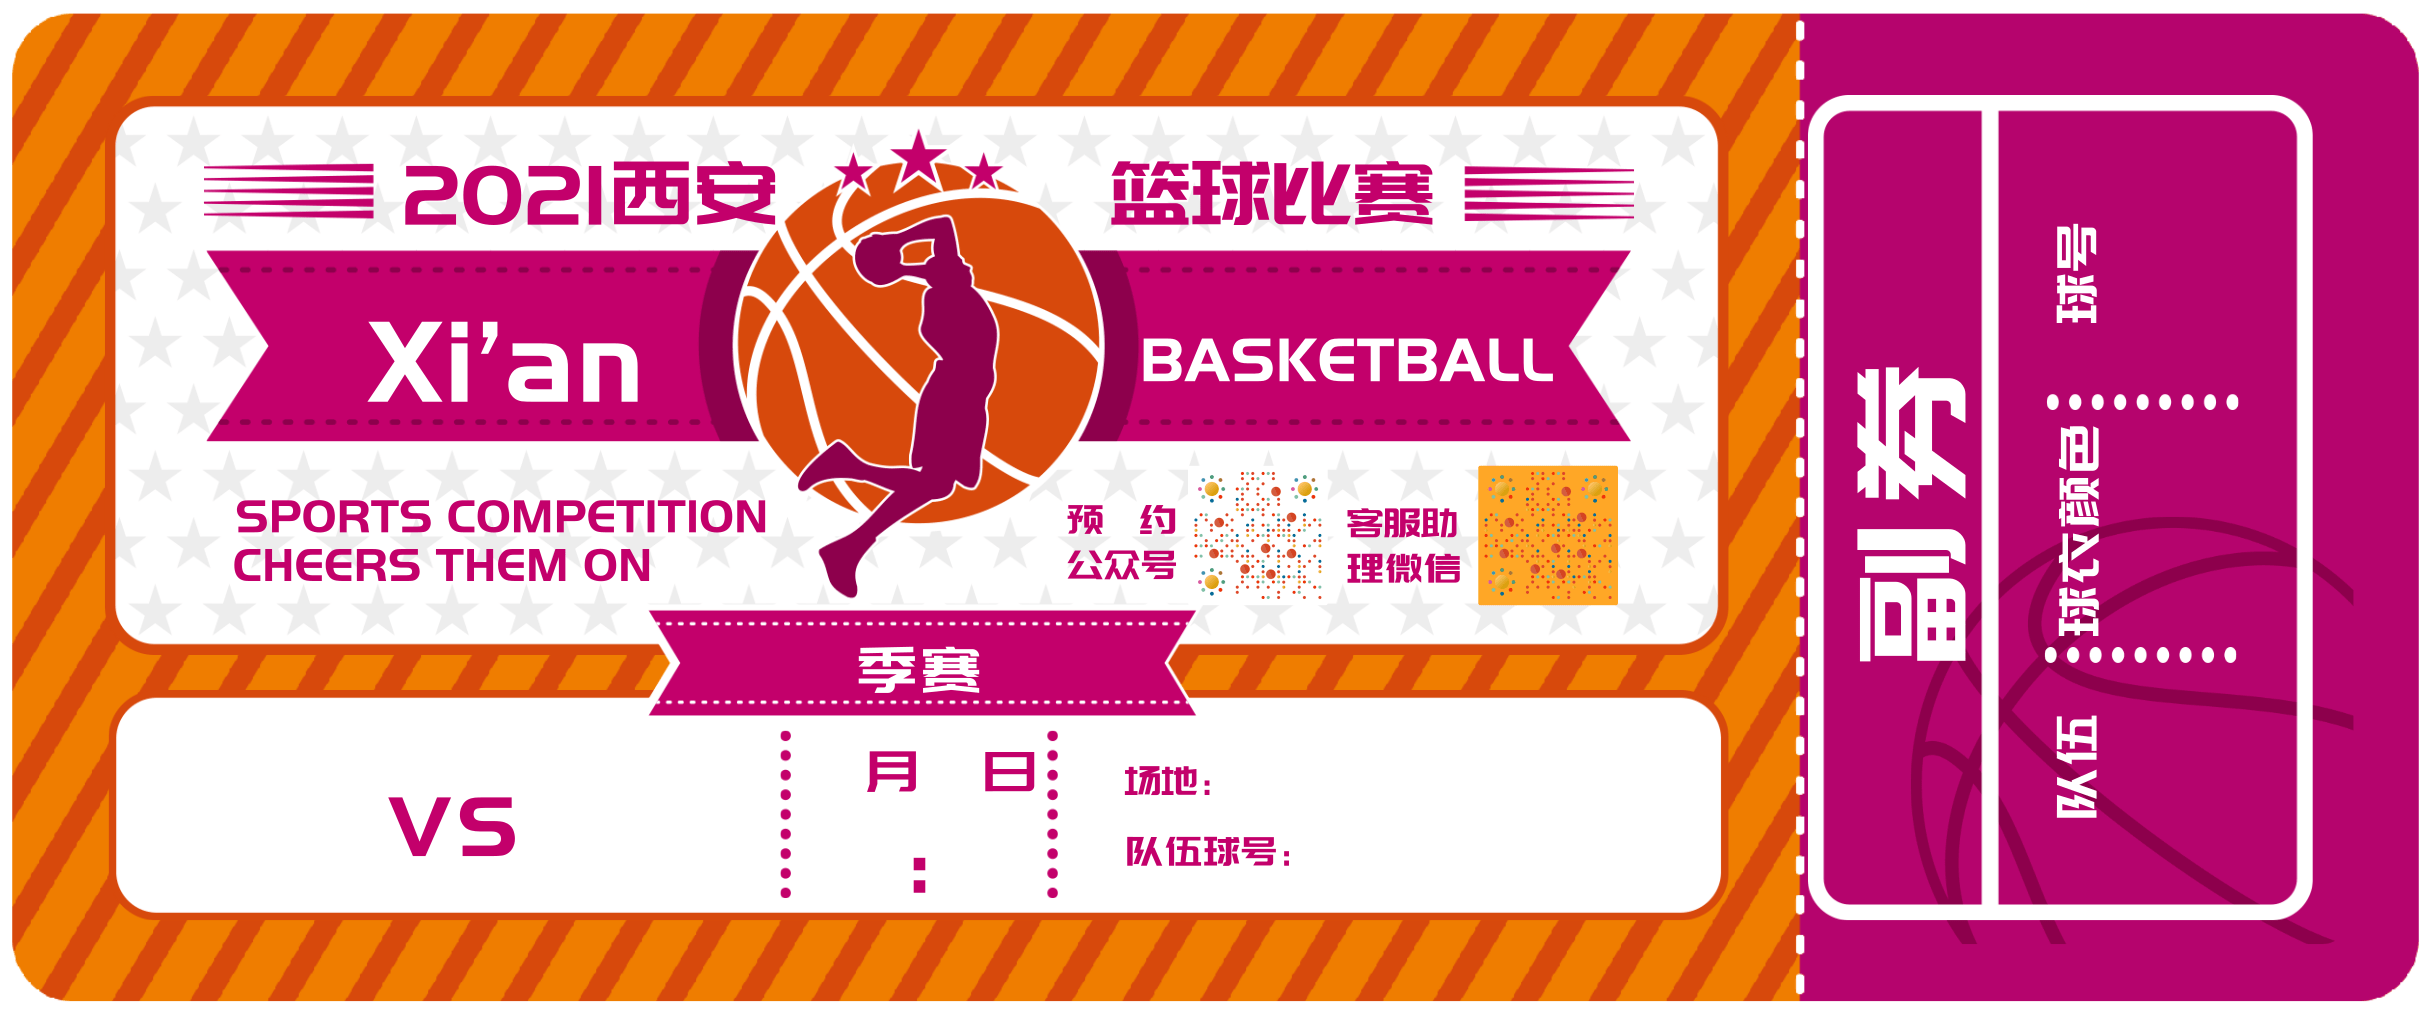 2021西安 篮球比赛
Xi’an BASKETBALL
SPORTS COMPETITION
CHEERS THEM ON
预 约
公众号
客服助
理微信
季赛
VS
月 日
:
场地:
队伍球号:
副券
队伍
球衣颜色
球号